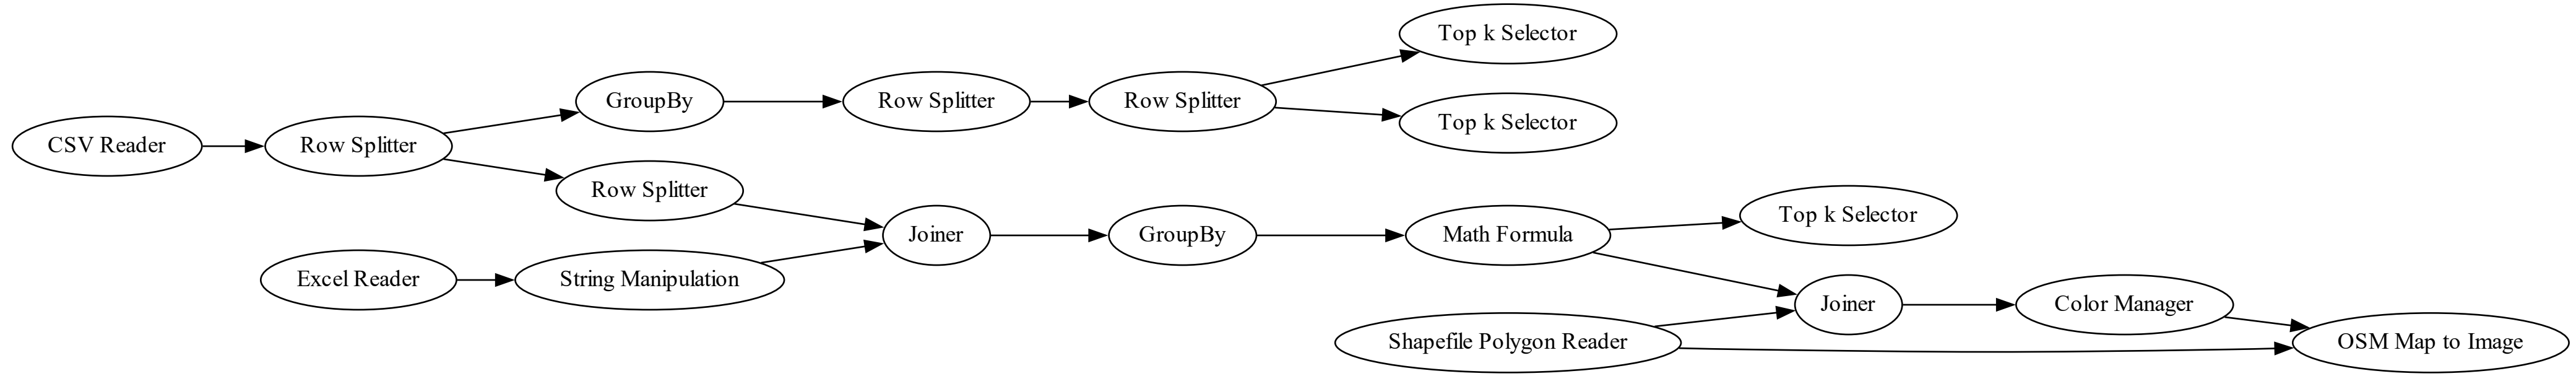 Top k Selector
GroupBy
Row Splitter
Row Splitter
Top k Selector
CSV Reader
Row Splitter
Row Splitter
Top k Selector
Joiner
GroupBy
Math Formula
Excel Reader
String Manipulation
Joiner
Color Manager
Shapefile Polygon Reader
OSM Map to Image